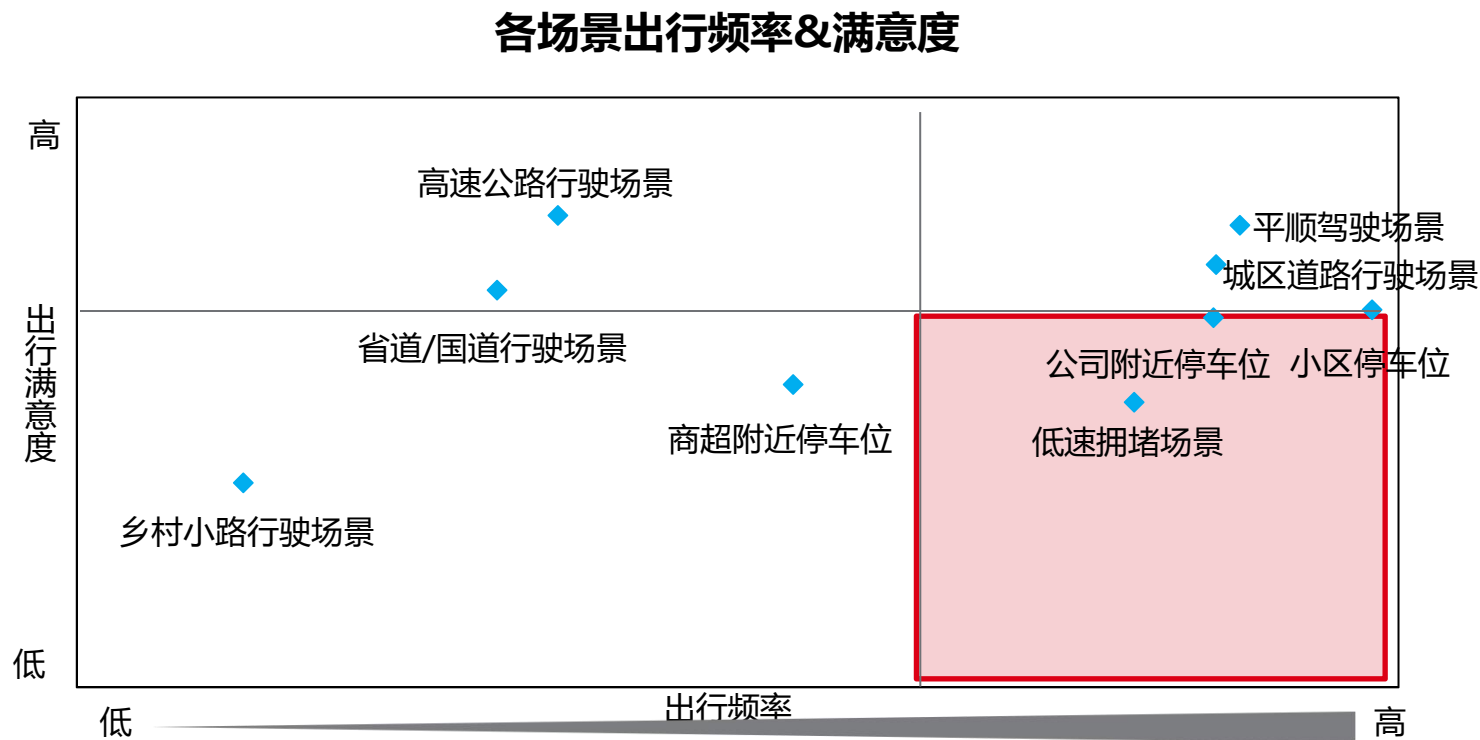 各场景出行频率&满意度
高
高速公路行驶场景
平顺驾驶场景
城区道路行驶场景
出行满意度
省道/国道行驶场景
公司附近停车位
小区停车位
商超附近停车位
低速拥堵场景
乡村小路行驶场景
低
出行频率
低
高